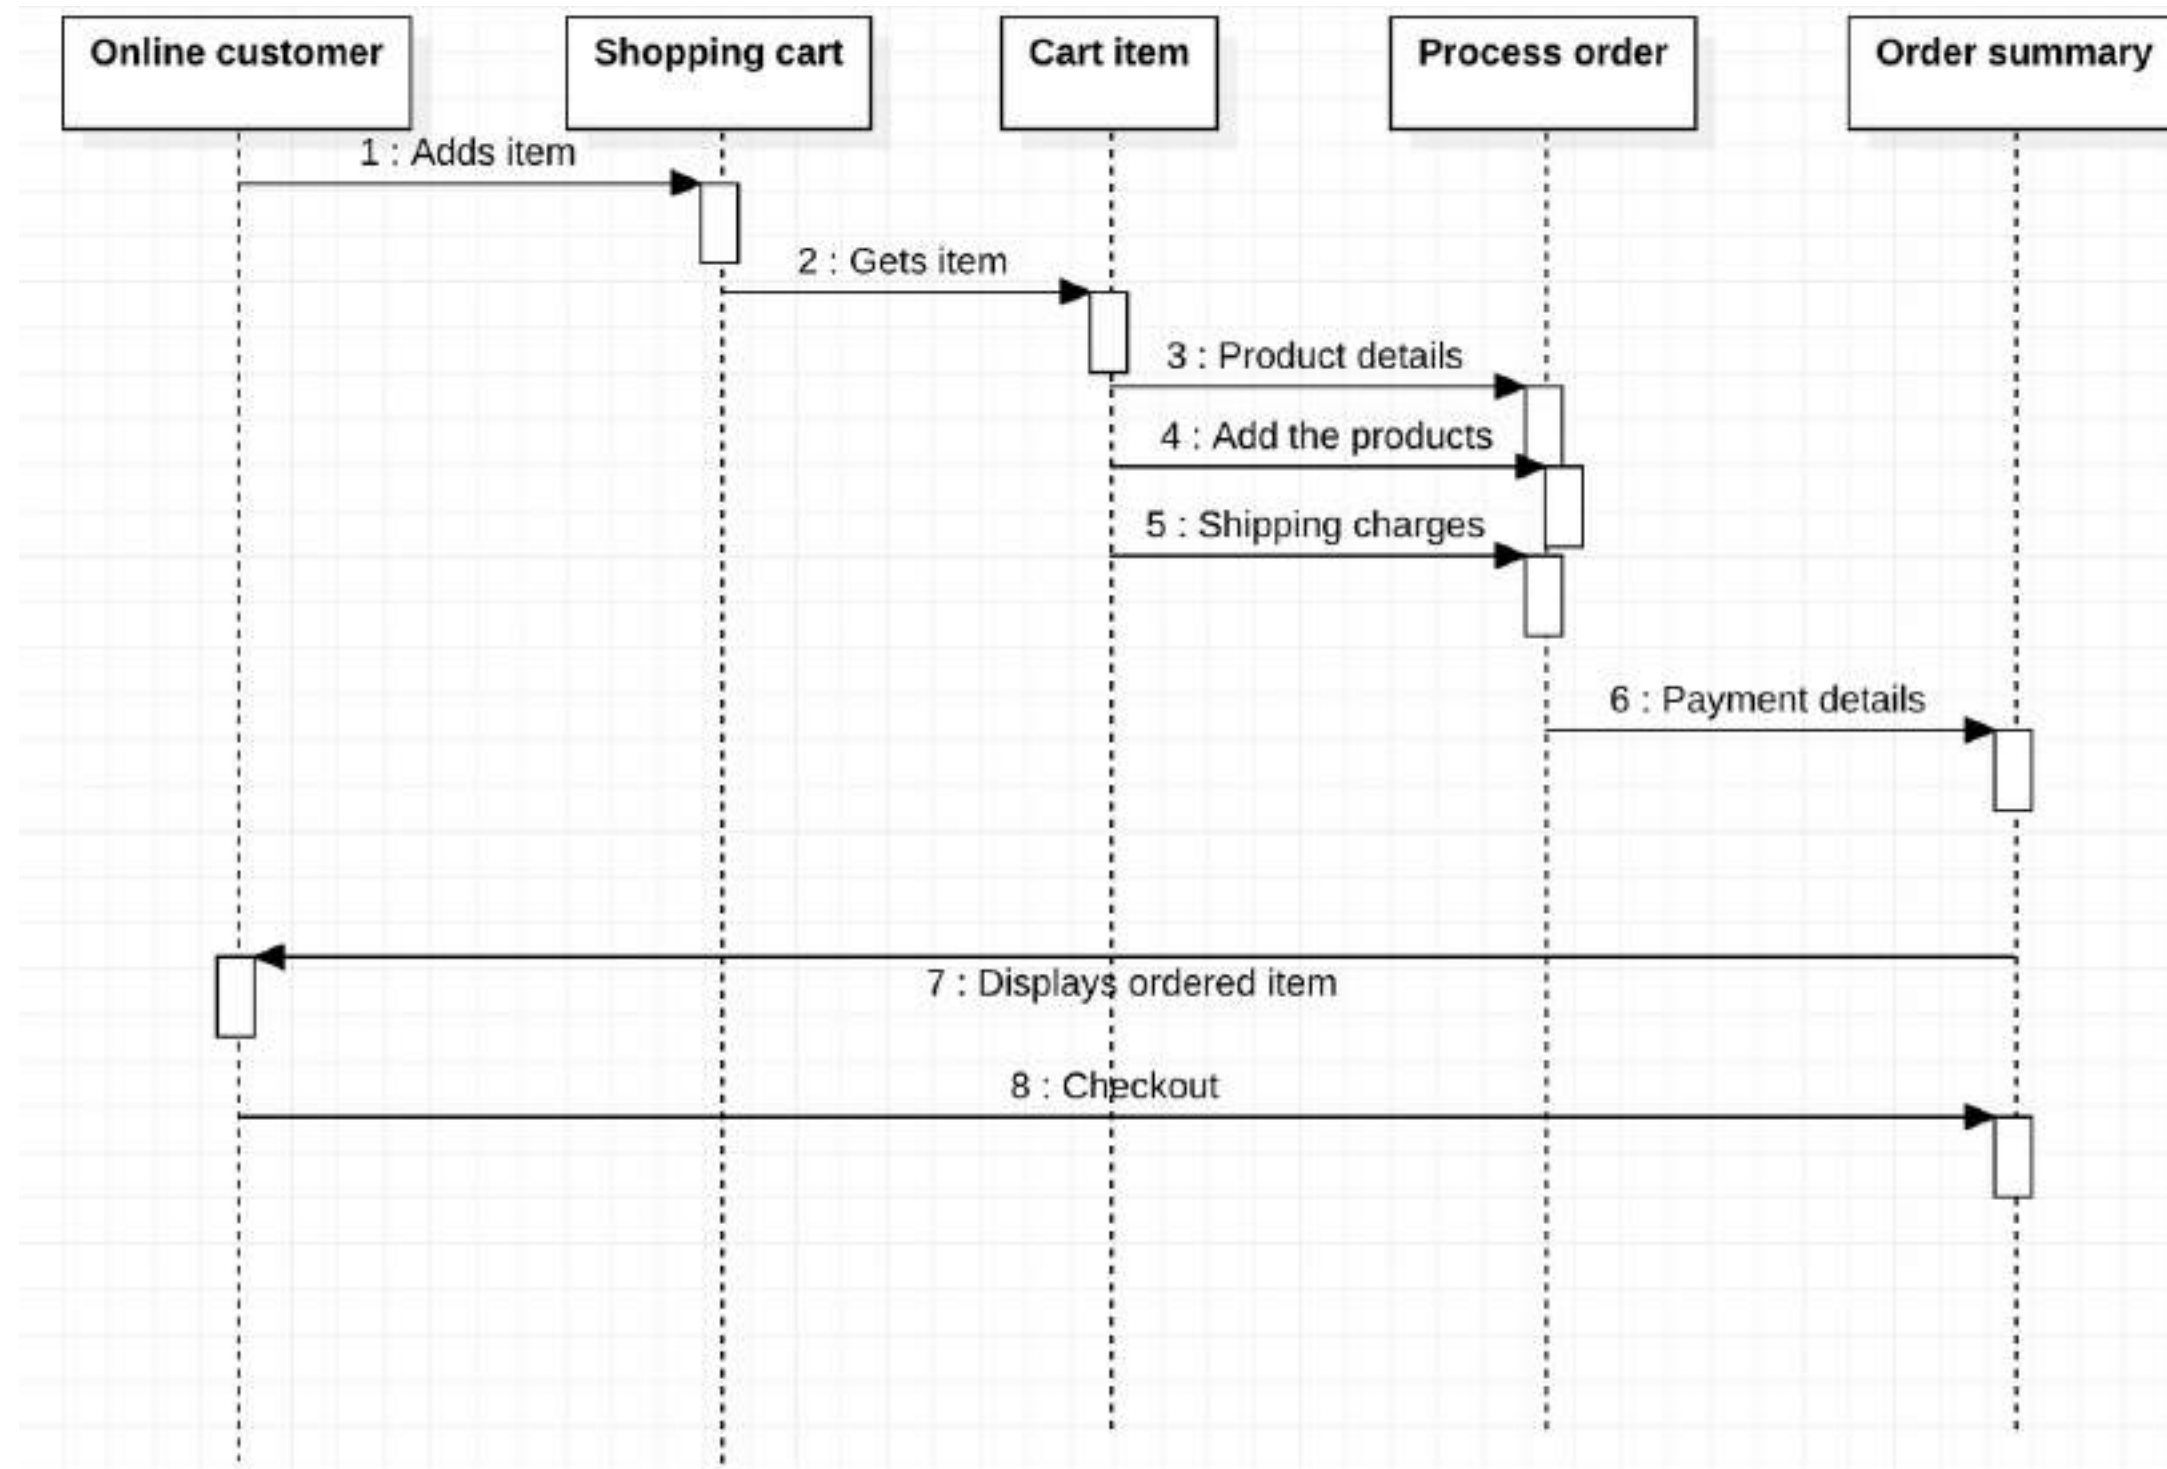 Online customer
Shopping cart
Cart item
Process order
Order summary
1 : Adds item
2 : Gets item
3 : Product details
4 : Add the products
5 : Shipping charges
6 : Payment details
7 : Displays ordered item
8 : Checkout